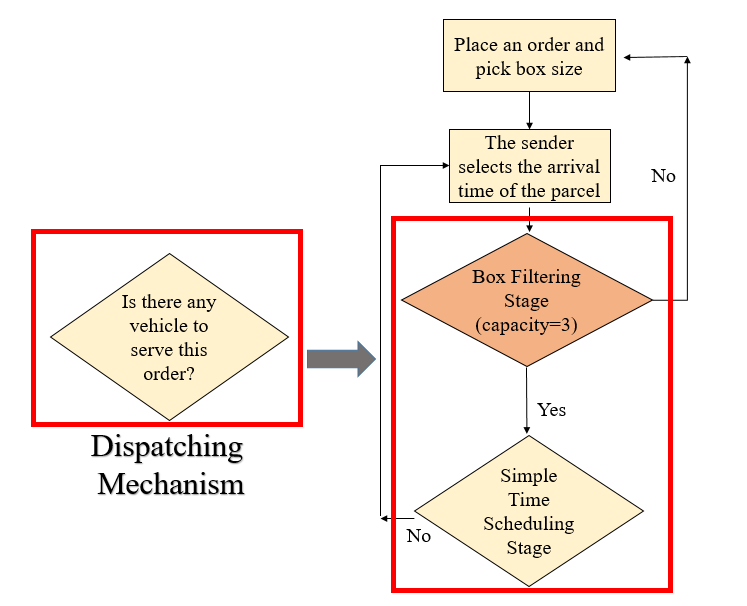 Place an order and
pick box size
The sender
selects the arrival
time of the parcel
No
Box Filtering
Stage
(capacity=3)
Is there any
vehicle to
serve this
order?
Yes
Dispatching
Mechanism
Simple
Time
Scheduling
Stage
No